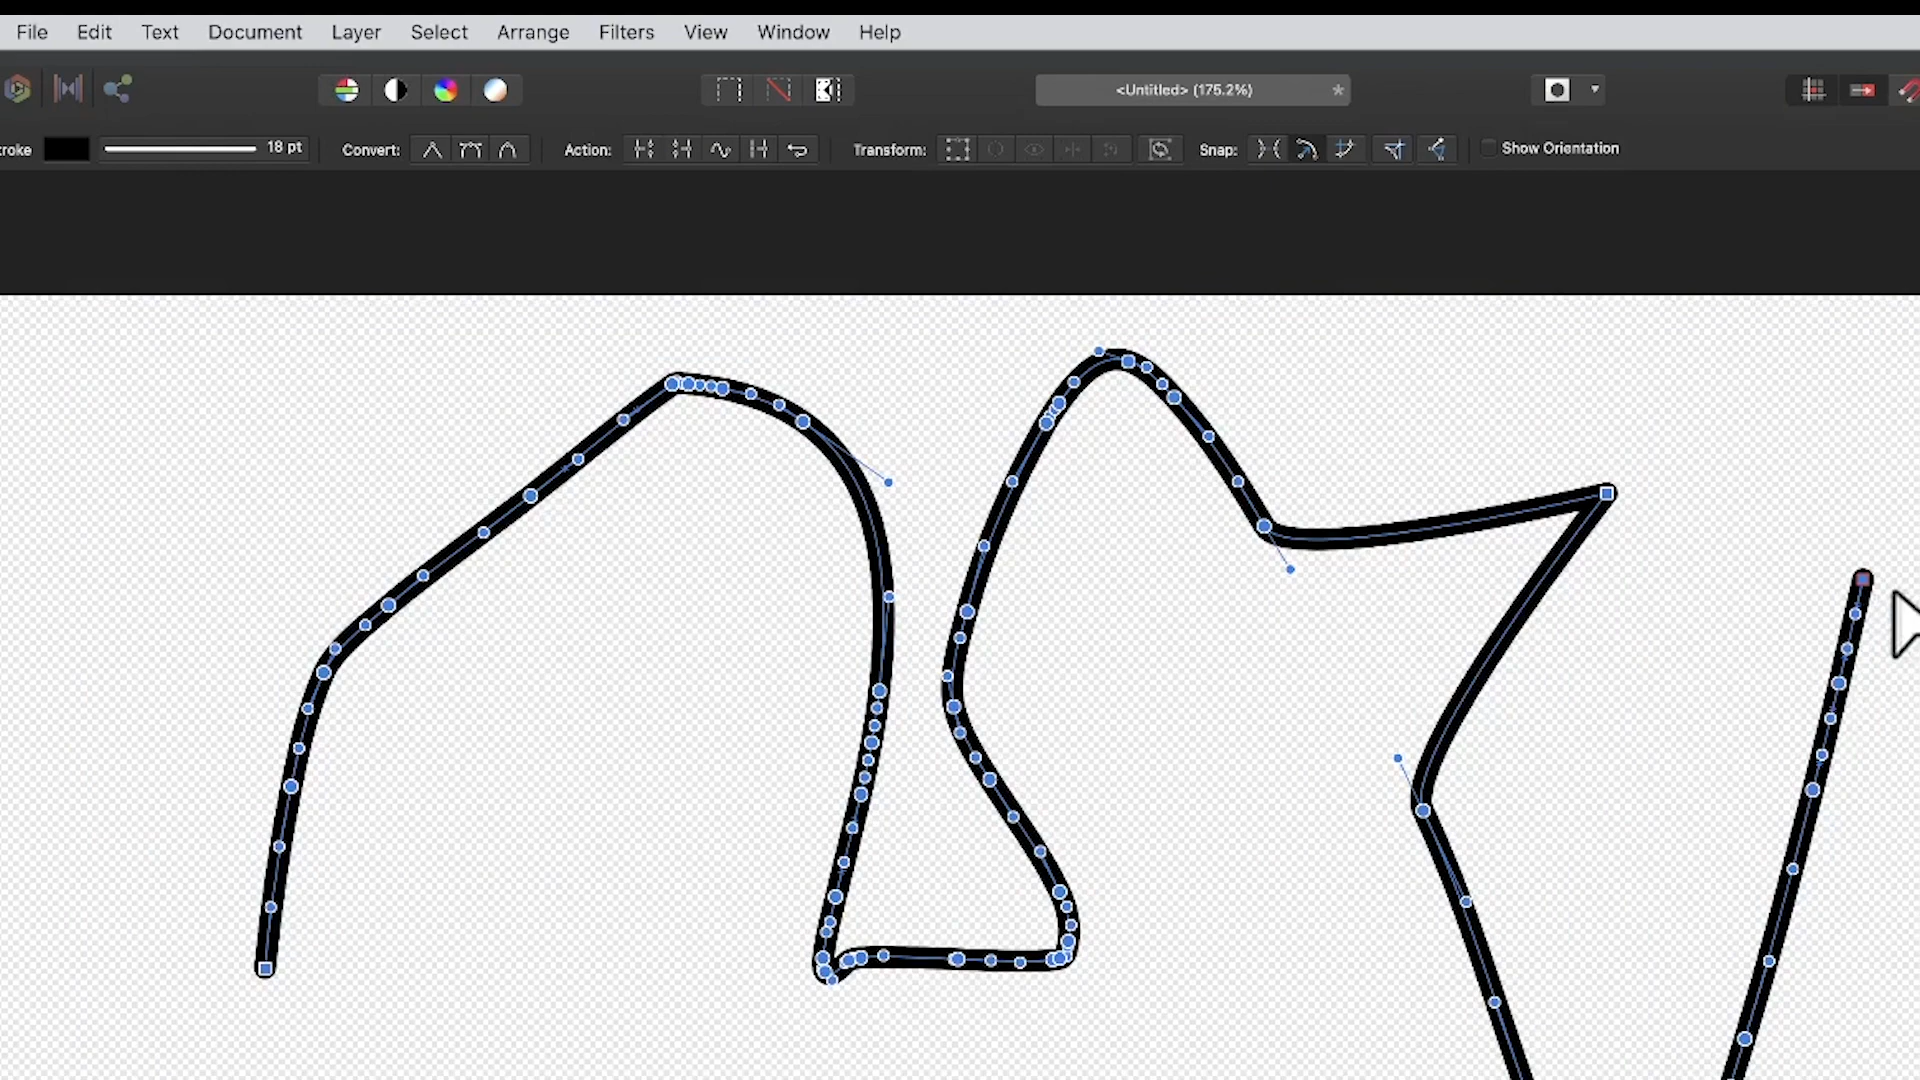 File Edit Text Document Layer Select Arrange Filters View Window Help
<Untitled> (175.2%) *
roke 18 pt Convert: Action: Transform: Snap: Show Orientation